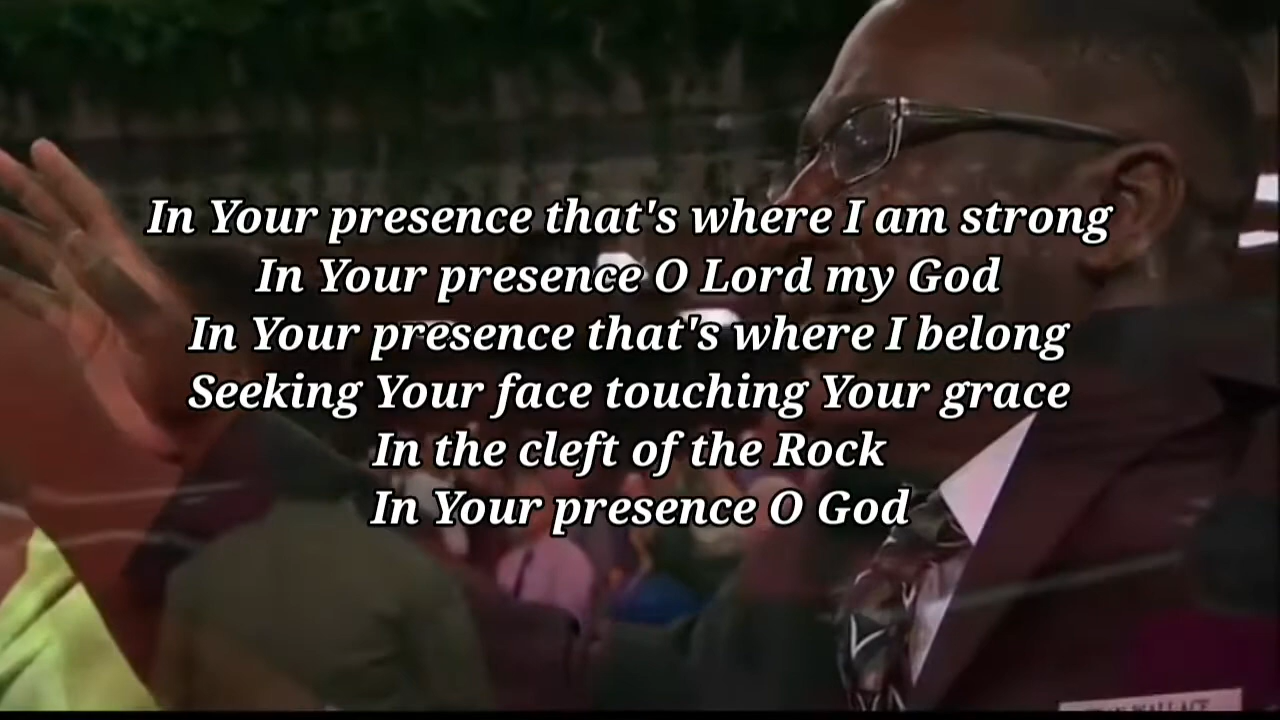 In Your presence that's where I am strong
In Your presence O Lord my God
In Your presence that's where I belong
Seeking Your face touching Your grace
In the cleft of the Rock
In Your presence O God
WALLACE